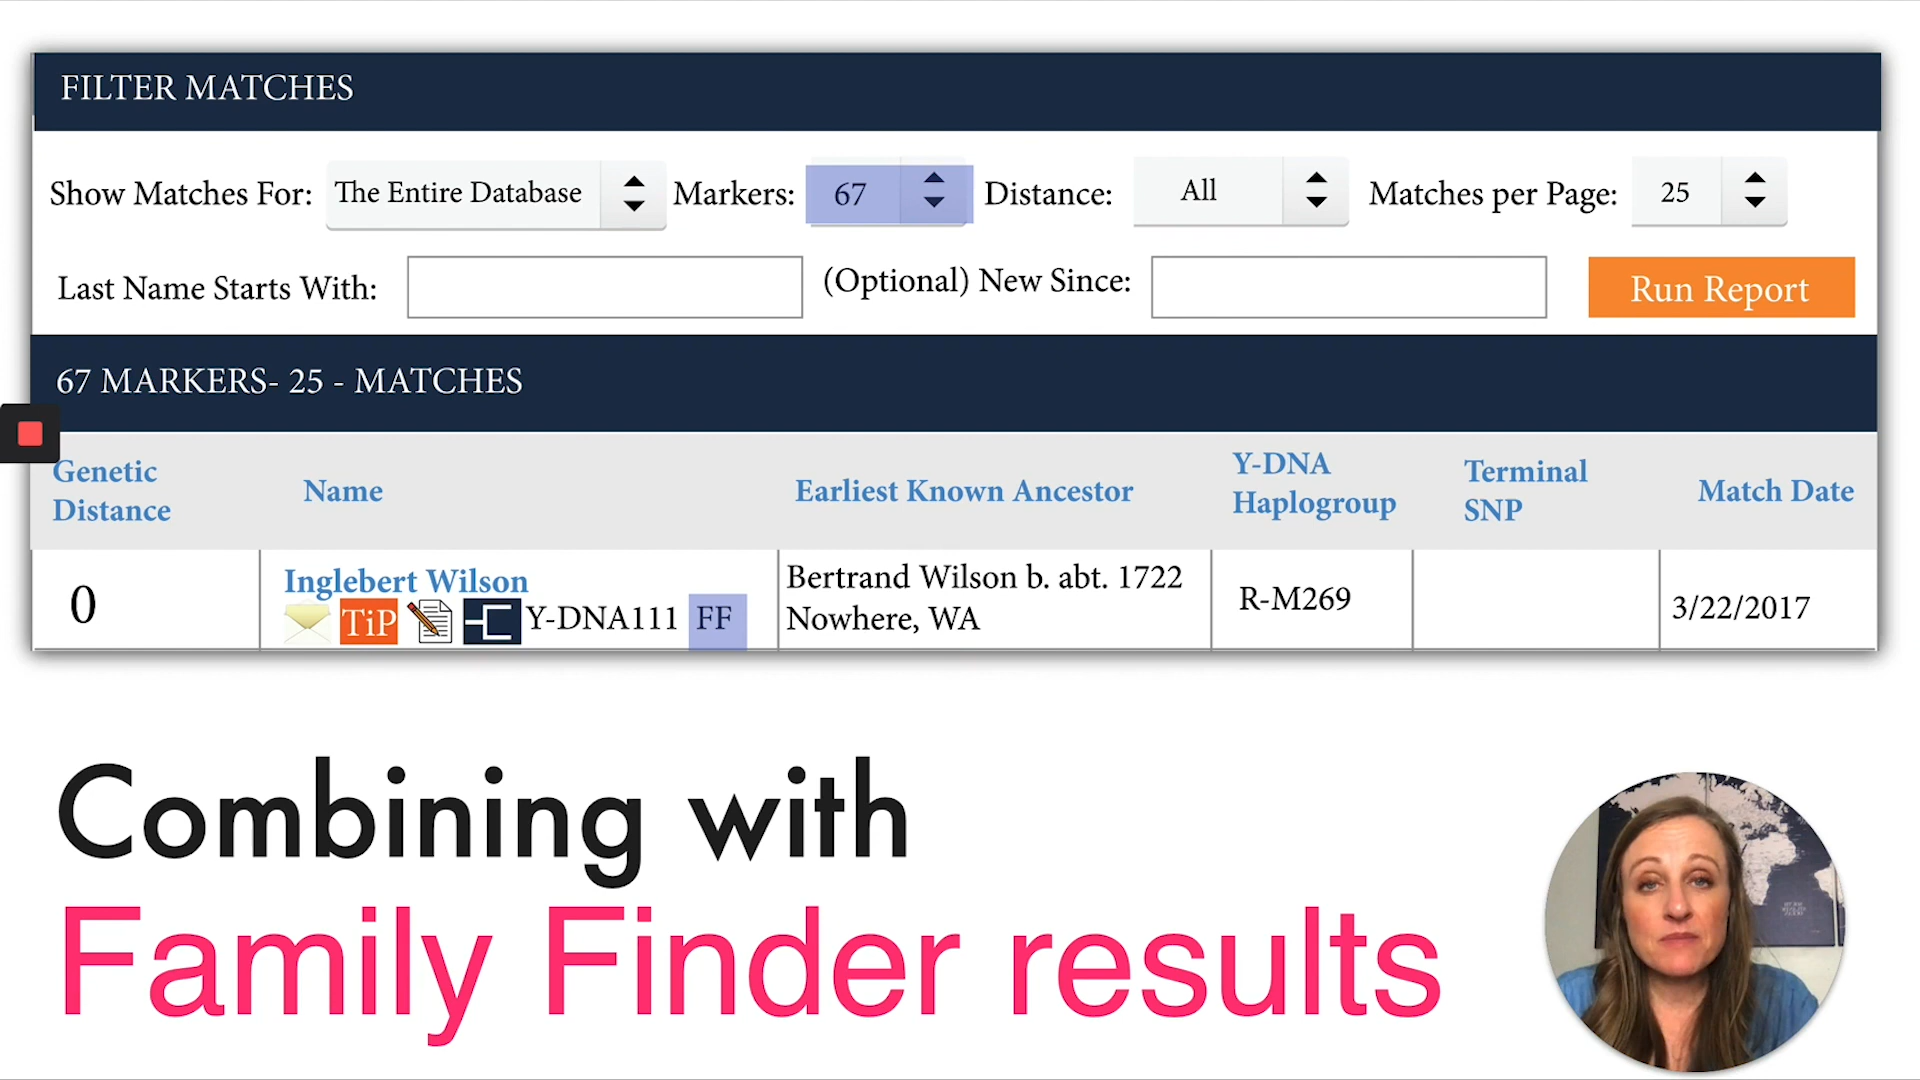 FILTER MATCHES
Show Matches For: The Entire Database Markers: 67 Distance: All Matches per Page: 25
Last Name Starts With: (Optional) New Since: Run Report
67 MARKERS- 25 - MATCHES
Genetic Distance Name Earliest Known Ancestor Y-DNA Haplogroup Terminal SNP Match Date
0 Inglebert Wilson Bertrand Wilson b. abt. 1722 R-M269 3/22/2017
TiP Y-DNA111 FF Nowhere, WA
Combining with
Family Finder results